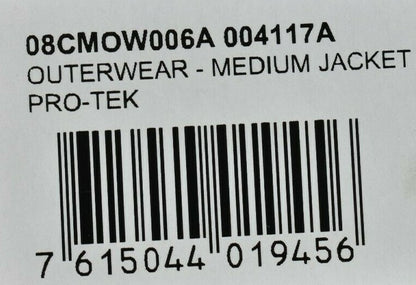 08CMOW006A 004117A
OUTERWEAR - MEDIUM JACKET
PRO-TEK
7 615044 019456